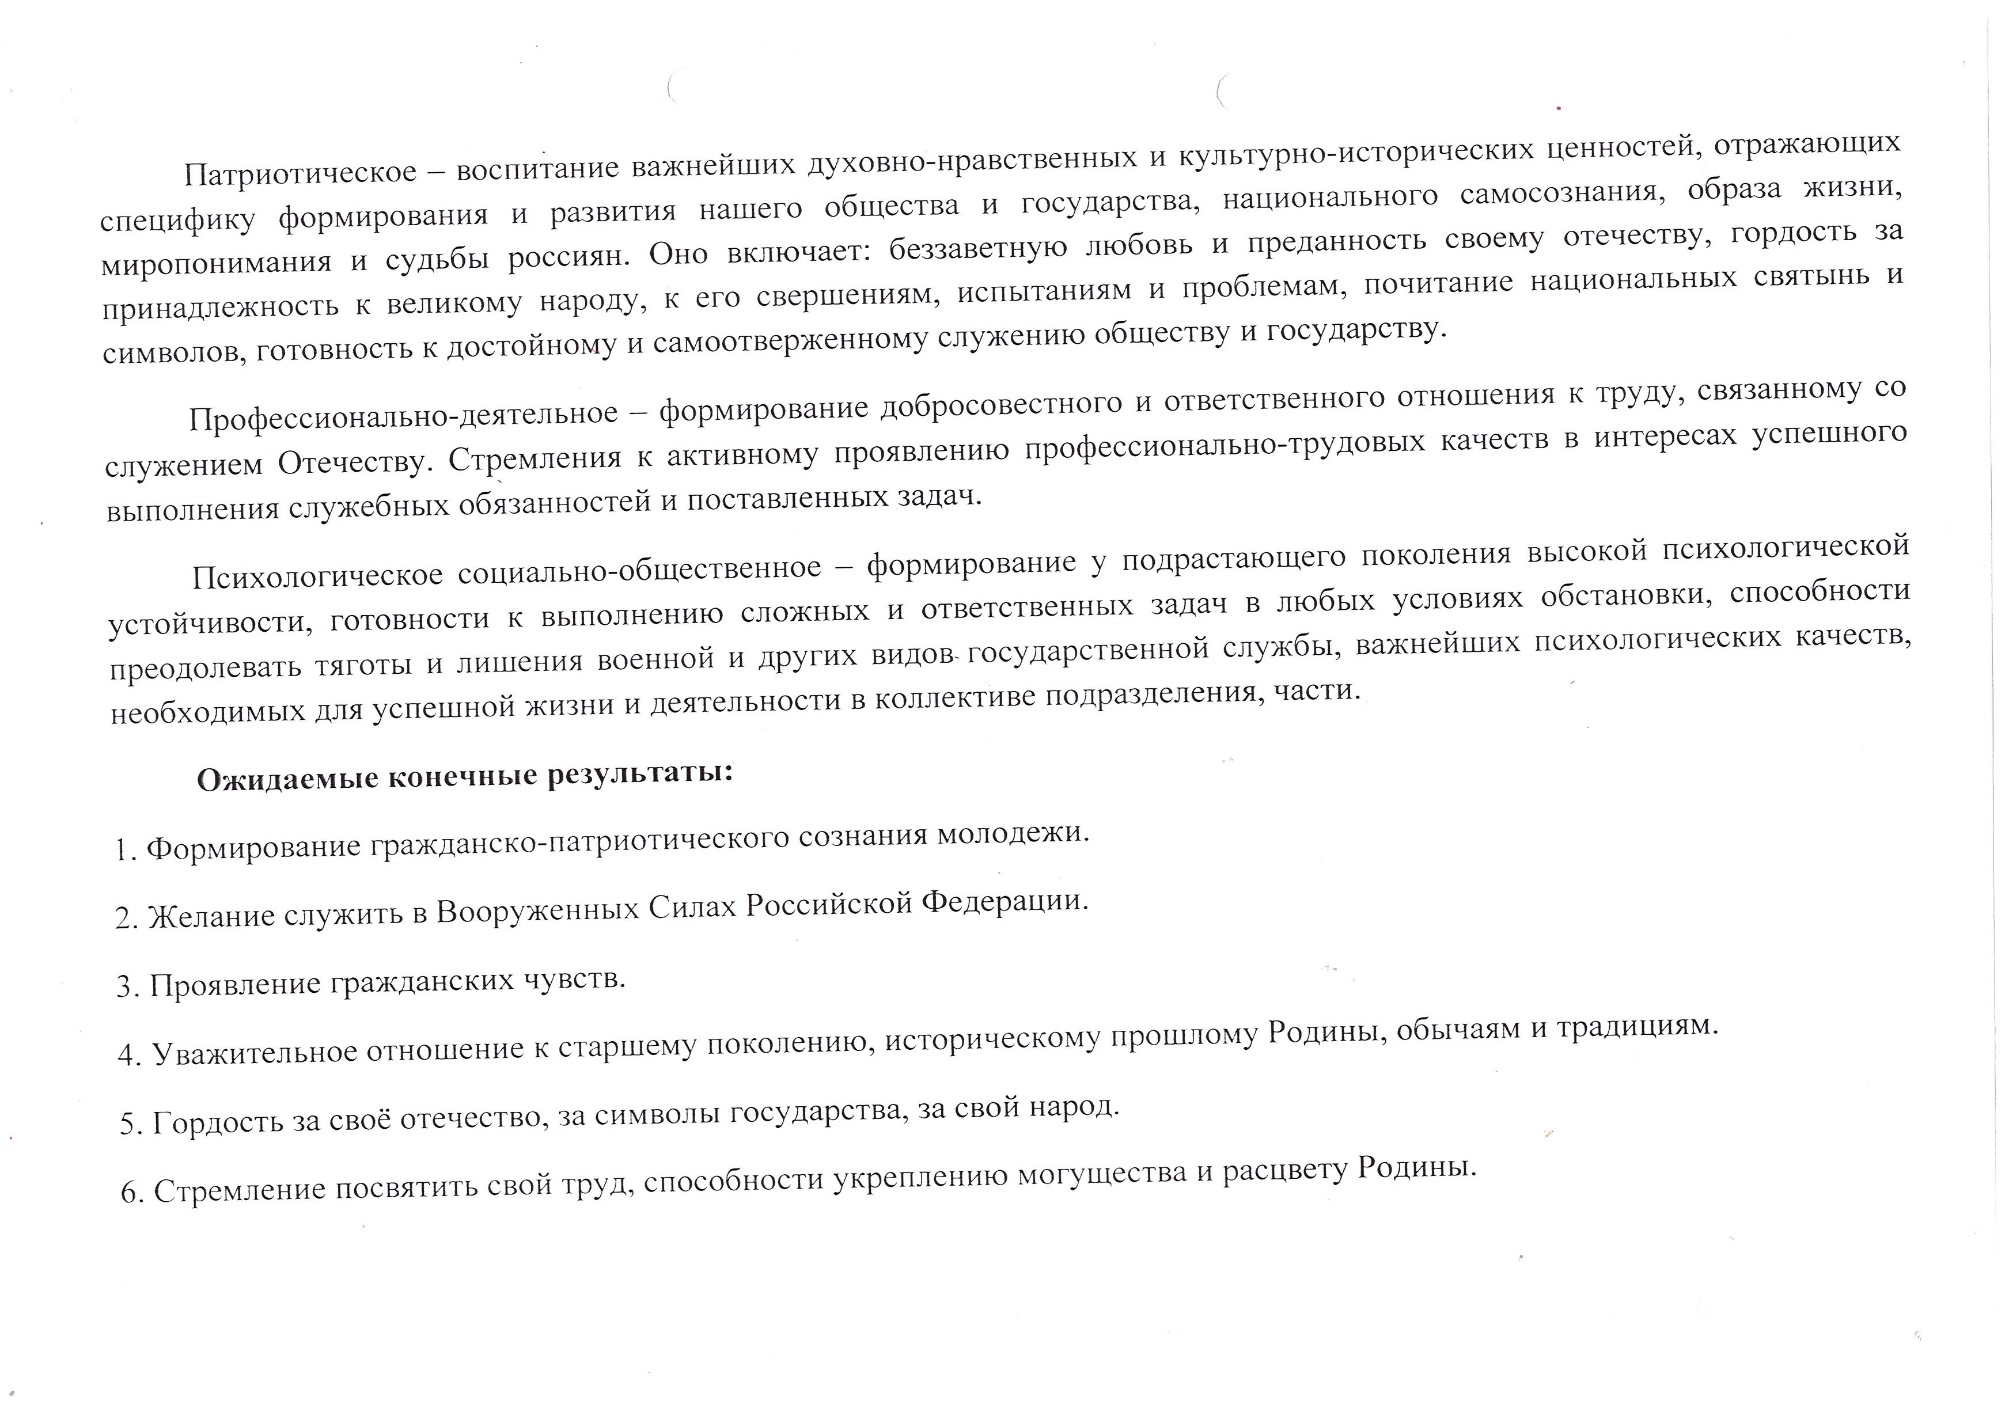 Патриотическое – воспитание важнейших духовно-нравственных и культурно-исторических ценностей, отражающих
специфику формирования и развития нашего общества и государства, национального самосознания, образа жизни,
миропонимания и судьбы россиян. Оно включает: беззаветную любовь и преданность своему отечеству, гордость за
принадлежность к великому народу, к его свершениям, испытаниям и проблемам, почитание национальных святынь и
символов, готовность к достойному и самоотверженному служению обществу и государству.
Профессионально-деятельное – формирование добросовестного и ответственного отношения к труду, связанному со
служением Отечеству. Стремления к активному проявлению профессионально-трудовых качеств в интересах успешного
выполнения служебных обязанностей и поставленных задач.
Психологическое социально-общественное – формирование у подрастающего поколения высокой психологической
устойчивости, готовности к выполнению сложных и ответственных задач в любых условиях обстановки, способности
преодолевать тяготы и лишения военной и других видов государственной службы, важнейших психологических качеств,
необходимых для успешной жизни и деятельности в коллективе подразделения, части.
Ожидаемые конечные результаты:
1. Формирование гражданско-патриотического сознания молодежи.
2. Желание служить в Вооруженных Силах Российской Федерации.
3. Проявление гражданских чувств.
4. Уважительное отношение к старшему поколению, историческому прошлому Родины, обычаям и традициям.
5. Гордость за своё отечество, за символы государства, за свой народ.
6. Стремление посвятить свой труд, способности укреплению могущества и расцвету Родины.